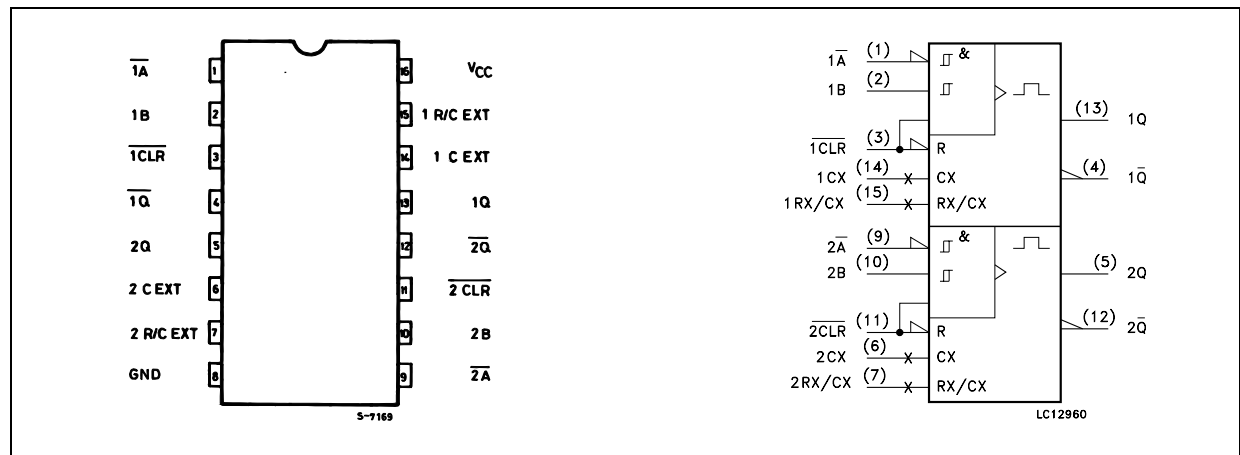 1A̅ 1 16 VCC
1B 2 15 1 R/C EXT
1CLR̅ 3 14 1 C EXT
1Q̅ 4 13 1Q
2Q 5 12 2Q̅
2 C EXT 6 11 2 CLR̅
2 R/C EXT 7 10 2B
GND 8 9 2A̅
S-7169
1A̅ (1) &
1B (2)
(13) 1Q
1CLR̅ (3) R
(4) 1Q̅
1CX (14) X CX
1RX/CX (15) X RX/CX
2A̅ (9) &
2B (10)
(5) 2Q
2CLR̅ (11) R
(12) 2Q̅
2CX (6) X CX
2RX/CX (7) X RX/CX
LC12960